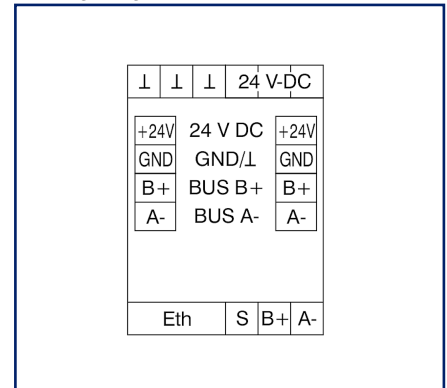 ⊥ ⊥ ⊥ 24 V-DC
+24V 24 V DC +24V
GND GND/⊥ GND
B+ BUS B+ B+
A- BUS A- A-
Eth S B+ A-